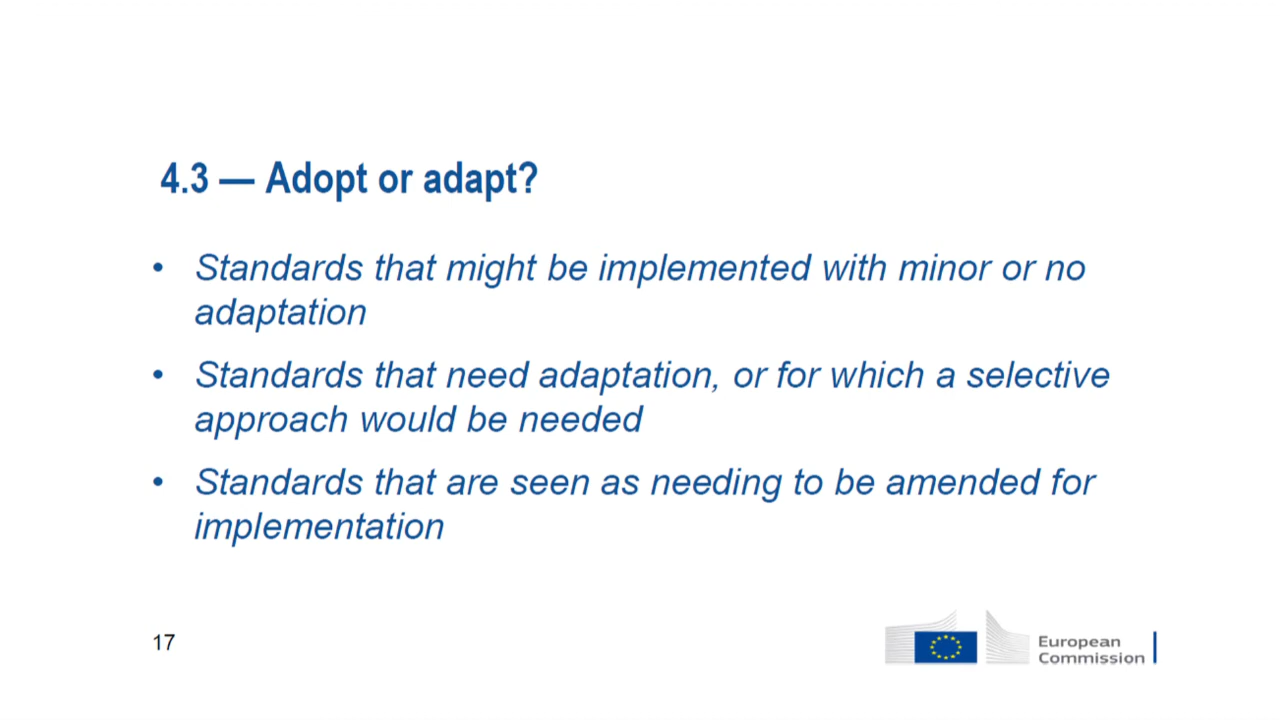 4.3 — Adopt or adapt?
• Standards that might be implemented with minor or no
adaptation
• Standards that need adaptation, or for which a selective
approach would be needed
• Standards that are seen as needing to be amended for
implementation
17
European
Commission